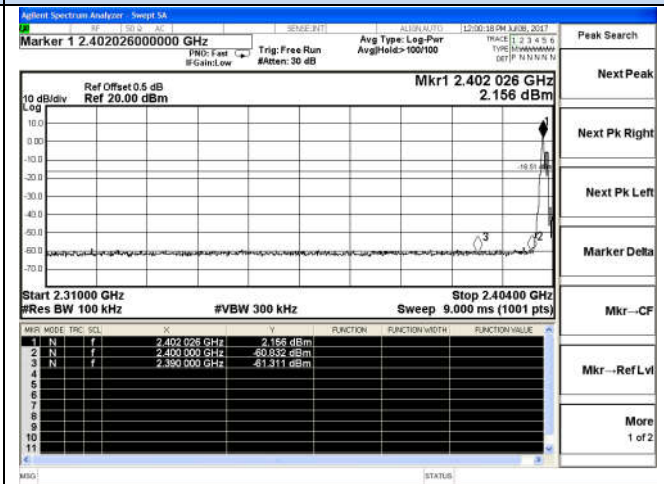 Agilent Spectrum Analyzer - Swept SA
RF 50 Ω AC SENSE:INT ALIGN AUTO 12:00:18 PM Jul 08, 2017
Marker 1 2.402026000000 GHz
PNO: Fast
IFGain:Low
Trig: Free Run
#Atten: 30 dB
Avg Type: Log-Pwr
Avg|Hold:> 100/100
TRACE 1 2 3 4 5 6
TYPE MWWWWW
DET P N N N N N
Ref Offset 0.5 dB
10 dB/div Ref 20.00 dBm
Log
Mkr1 2.402 026 GHz
2.156 dBm
10.0
0.00
-10.0
-20.0
-30.0
-40.0
-50.0
-60.0
-70.0
1
3
2
Start 2.31000 GHz Stop 2.40400 GHz
#Res BW 100 kHz #VBW 300 kHz Sweep 9.000 ms (1001 pts)
MKR MODE TRC SCL X Y FUNCTION FUNCTION WIDTH FUNCTION VALUE
1 N f 2.402 026 GHz 2.156 dBm
2 N f 2.400 000 GHz -60.832 dBm
3 N f 2.390 000 GHz -61.311 dBm
4
5
6
7
8
9
10
11
MSG STATUS
Peak Search
Next Peak
Next Pk Right
Next Pk Left
Marker Delta
Mkr→CF
Mkr→Ref Lvl
More
1 of 2